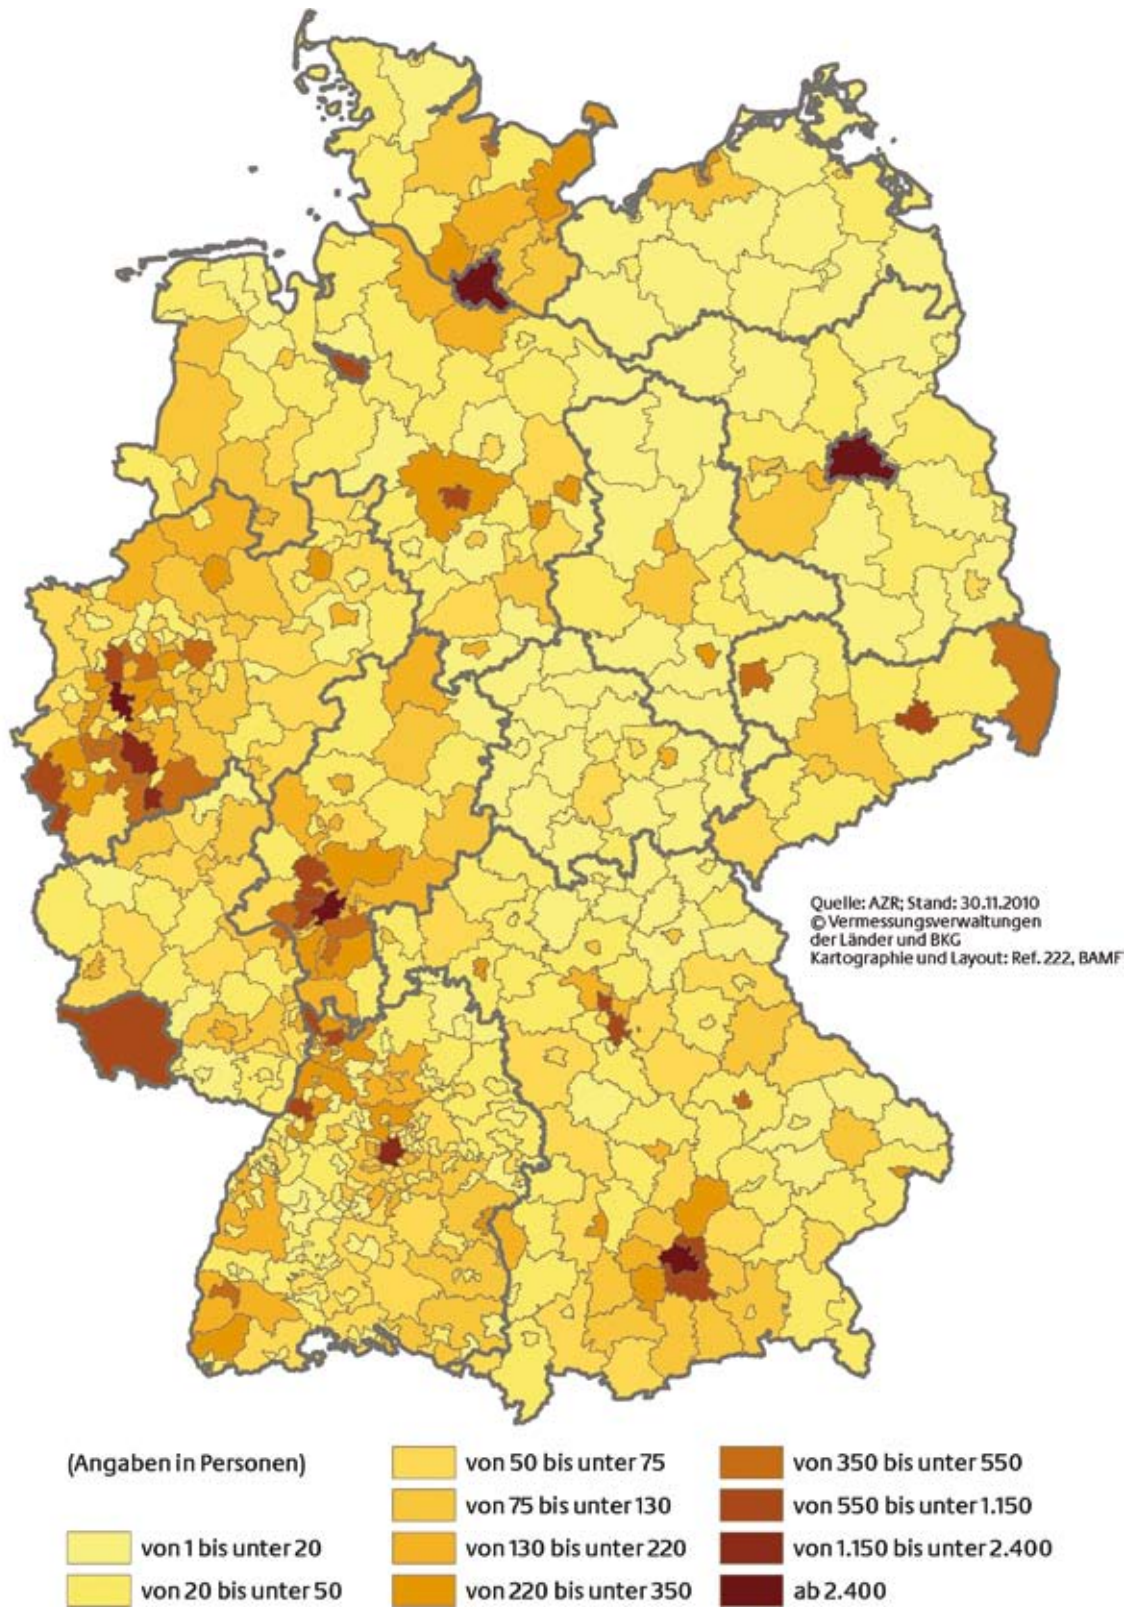 Quelle: AZR; Stand: 30.11.2010
© Vermessungsverwaltungen
der Länder und BKG
Kartographie und Layout: Ref. 222, BAMF
(Angaben in Personen)
von 1 bis unter 20
von 20 bis unter 50
von 50 bis unter 75
von 75 bis unter 130
von 130 bis unter 220
von 220 bis unter 350
von 350 bis unter 550
von 550 bis unter 1.150
von 1.150 bis unter 2.400
ab 2.400